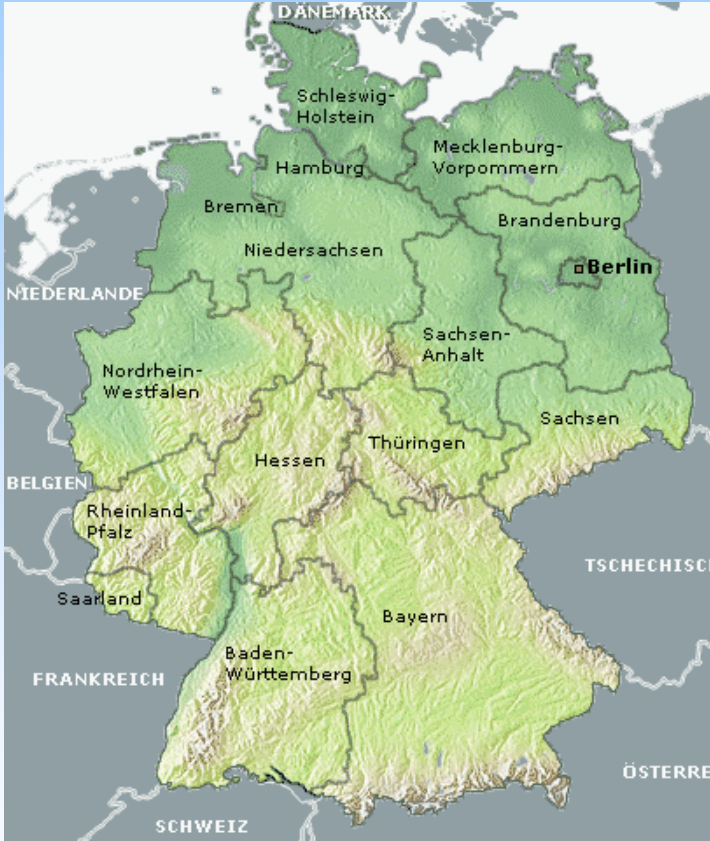 DÄNEMARK
Schleswig-
Holstein
Mecklenburg-
Vorpommern
Hamburg
Bremen
Brandenburg
Niedersachsen
Berlin
NIEDERLANDE
Sachsen-
Anhalt
Nordrhein-
Westfalen
Sachsen
Thüringen
Hessen
BELGIEN
Rheinland-
Pfalz
TSCHECHISC
Saarland
Bayern
Baden-
Württemberg
FRANKREICH
ÖSTERRE
SCHWEIZ